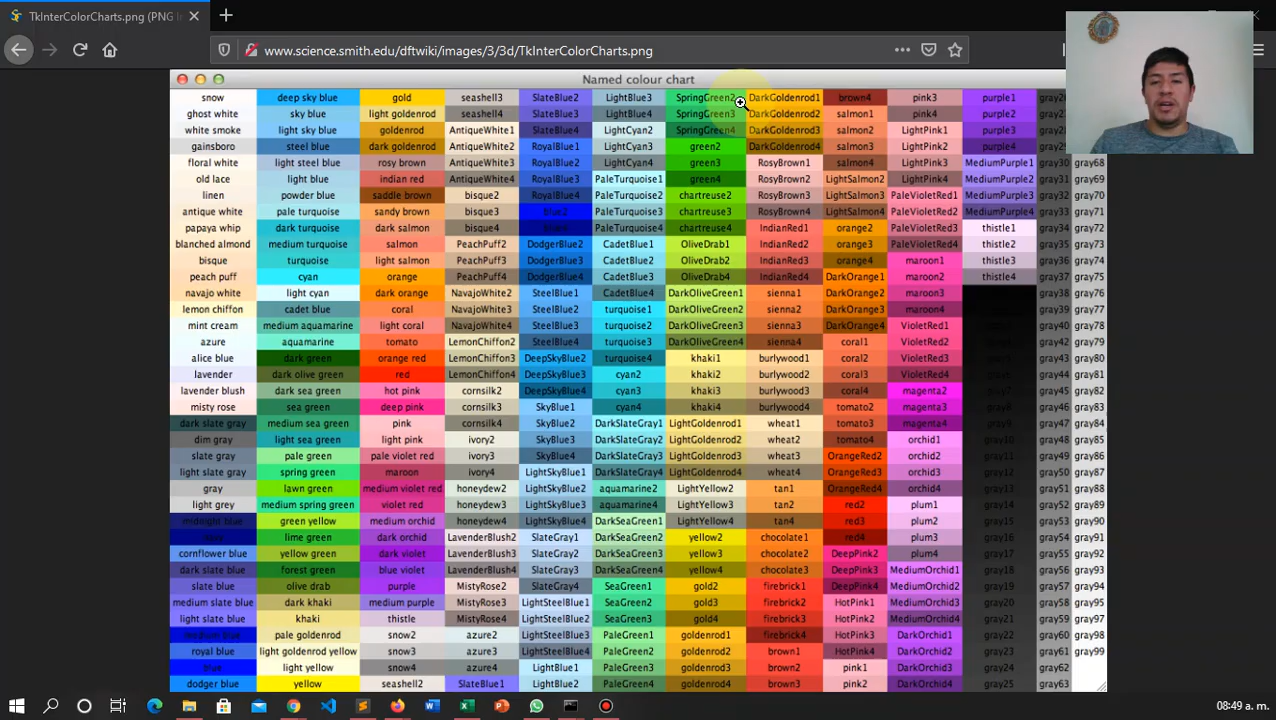 TkInterColorCharts.png (PNG I
www.science.smith.edu/dftwiki/images/3/3d/TkInterColorCharts.png
Named colour chart
snow deep sky blue gold seashell3 SlateBlue2 LightBlue3 SpringGreen2 DarkGoldenrod1 brown4 pink3 purple1
ghost white sky blue light goldenrod seashell4 SlateBlue3 LightBlue4 SpringGreen3 DarkGoldenrod2 salmon1 pink4 purple2
white smoke light sky blue goldenrod AntiqueWhite1 SlateBlue4 LightCyan2 SpringGreen4 DarkGoldenrod3 salmon2 LightPink1 purple3
gainsboro steel blue dark goldenrod AntiqueWhite2 RoyalBlue1 LightCyan3 green2 DarkGoldenrod4 salmon3 LightPink2 purple4
floral white light steel blue rosy brown AntiqueWhite3 RoyalBlue2 LightCyan4 green3 RosyBrown1 salmon4 LightPink3 MediumPurple1 gray30 gray68
old lace light blue indian red AntiqueWhite4 RoyalBlue3 PaleTurquoise1 green4 RosyBrown2 LightSalmon2 LightPink4 MediumPurple2 gray31 gray69
linen powder blue saddle brown bisque2 RoyalBlue4 PaleTurquoise2 chartreuse2 RosyBrown3 LightSalmon3 PaleVioletRed1 MediumPurple3 gray32 gray70
antique white pale turquoise sandy brown bisque3 blue2 PaleTurquoise3 chartreuse3 RosyBrown4 LightSalmon4 PaleVioletRed2 MediumPurple4 gray33 gray71
papaya whip dark turquoise dark salmon bisque4 PaleTurquoise4 chartreuse4 IndianRed1 orange2 PaleVioletRed3 thistle1 gray34 gray72
blanched almond medium turquoise salmon PeachPuff2 DodgerBlue2 CadetBlue1 OliveDrab1 IndianRed2 orange3 PaleVioletRed4 thistle2 gray35 gray73
bisque turquoise light salmon PeachPuff3 DodgerBlue3 CadetBlue2 OliveDrab2 IndianRed3 orange4 maroon1 thistle3 gray36 gray74
peach puff cyan orange PeachPuff4 DodgerBlue4 CadetBlue3 OliveDrab4 IndianRed4 DarkOrange1 maroon2 thistle4 gray37 gray75
navajo white light cyan dark orange NavajoWhite2 SteelBlue1 CadetBlue4 DarkOliveGreen1 sienna1 DarkOrange2 maroon3 gray38 gray76
lemon chiffon cadet blue coral NavajoWhite3 SteelBlue2 turquoise1 DarkOliveGreen2 sienna2 DarkOrange3 maroon4 gray39 gray77
mint cream medium aquamarine light coral NavajoWhite4 SteelBlue3 turquoise2 DarkOliveGreen3 sienna3 DarkOrange4 VioletRed1 gray40 gray78
azure aquamarine tomato LemonChiffon2 SteelBlue4 turquoise3 DarkOliveGreen4 sienna4 coral1 VioletRed2 gray42 gray79
alice blue dark green orange red LemonChiffon3 DeepSkyBlue2 turquoise4 khaki1 burlywood1 coral2 VioletRed3 gray43 gray80
lavender dark olive green red LemonChiffon4 DeepSkyBlue3 cyan2 khaki2 burlywood2 coral3 VioletRed4 gray44 gray81
lavender blush dark sea green hot pink cornsilk2 DeepSkyBlue4 cyan3 khaki3 burlywood3 coral4 magenta2 gray7 gray45 gray82
misty rose sea green deep pink cornsilk3 SkyBlue1 cyan4 khaki4 burlywood4 tomato2 magenta3 gray8 gray46 gray83
dark slate gray medium sea green pink cornsilk4 SkyBlue2 DarkSlateGray1 LightGoldenrod1 wheat1 tomato3 magenta4 gray9 gray47 gray84
dim gray light sea green light pink ivory2 SkyBlue3 DarkSlateGray2 LightGoldenrod2 wheat2 tomato4 orchid1 gray10 gray48 gray85
slate gray pale green pale violet red ivory3 SkyBlue4 DarkSlateGray3 LightGoldenrod3 wheat3 OrangeRed2 orchid2 gray11 gray49 gray86
light slate gray spring green maroon ivory4 LightSkyBlue1 DarkSlateGray4 LightGoldenrod4 wheat4 OrangeRed3 orchid3 gray12 gray50 gray87
gray lawn green medium violet red honeydew2 LightSkyBlue2 aquamarine2 LightYellow2 tan1 OrangeRed4 orchid4 gray13 gray51 gray88
light grey medium spring green violet red honeydew3 LightSkyBlue3 aquamarine4 LightYellow3 tan2 red2 plum1 gray14 gray52 gray89
midnight blue green yellow medium orchid honeydew4 LightSkyBlue4 DarkSeaGreen1 LightYellow4 tan4 red3 plum2 gray15 gray53 gray90
navy lime green dark orchid LavenderBlush2 SlateGray1 DarkSeaGreen2 yellow2 chocolate1 red4 plum3 gray16 gray54 gray91
cornflower blue yellow green dark violet LavenderBlush3 SlateGray2 DarkSeaGreen3 yellow3 chocolate2 DeepPink2 plum4 gray17 gray55 gray92
dark slate blue forest green blue violet LavenderBlush4 SlateGray3 DarkSeaGreen4 yellow4 chocolate3 DeepPink3 MediumOrchid1 gray18 gray56 gray93
slate blue olive drab purple MistyRose2 SlateGray4 SeaGreen1 gold2 firebrick1 DeepPink4 MediumOrchid2 gray19 gray57 gray94
medium slate blue dark khaki medium purple MistyRose3 LightSteelBlue1 SeaGreen2 gold3 firebrick2 HotPink1 MediumOrchid3 gray20 gray58 gray95
light slate blue khaki thistle MistyRose4 LightSteelBlue2 SeaGreen3 gold4 firebrick3 HotPink2 MediumOrchid4 gray21 gray59 gray97
medium blue pale goldenrod snow2 azure2 LightSteelBlue3 PaleGreen1 goldenrod1 firebrick4 HotPink3 DarkOrchid1 gray22 gray60 gray98
royal blue light goldenrod yellow snow3 azure3 LightSteelBlue4 PaleGreen2 goldenrod2 brown1 HotPink4 DarkOrchid2 gray23 gray61 gray99
blue light yellow snow4 azure4 LightBlue1 PaleGreen3 goldenrod3 brown2 pink1 DarkOrchid3 gray24 gray62
dodger blue yellow seashell2 SlateBlue1 LightBlue2 PaleGreen4 goldenrod4 brown3 pink2 DarkOrchid4 gray25 gray63
08:49 a. m.